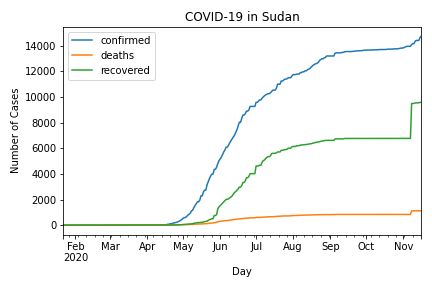 COVID-19 in Sudan
confirmed
deaths
recovered
Number of Cases
14000
12000
10000
8000
6000
4000
2000
0
Feb Mar Apr May Jun Jul Aug Sep Oct Nov
2020
Day